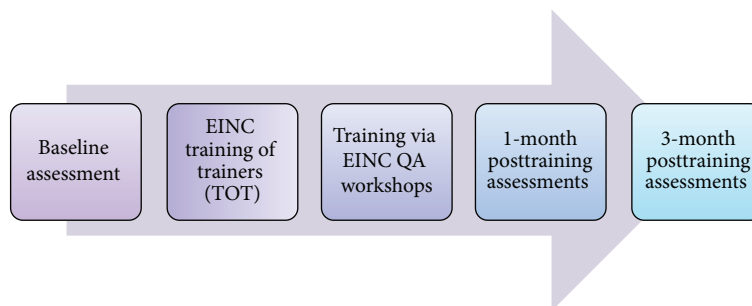 Baseline
assessment
EINC
training of
trainers
(TOT)
Training via
EINC QA
workshops
1-month
posttraining
assessments
3-month
posttraining
assessments